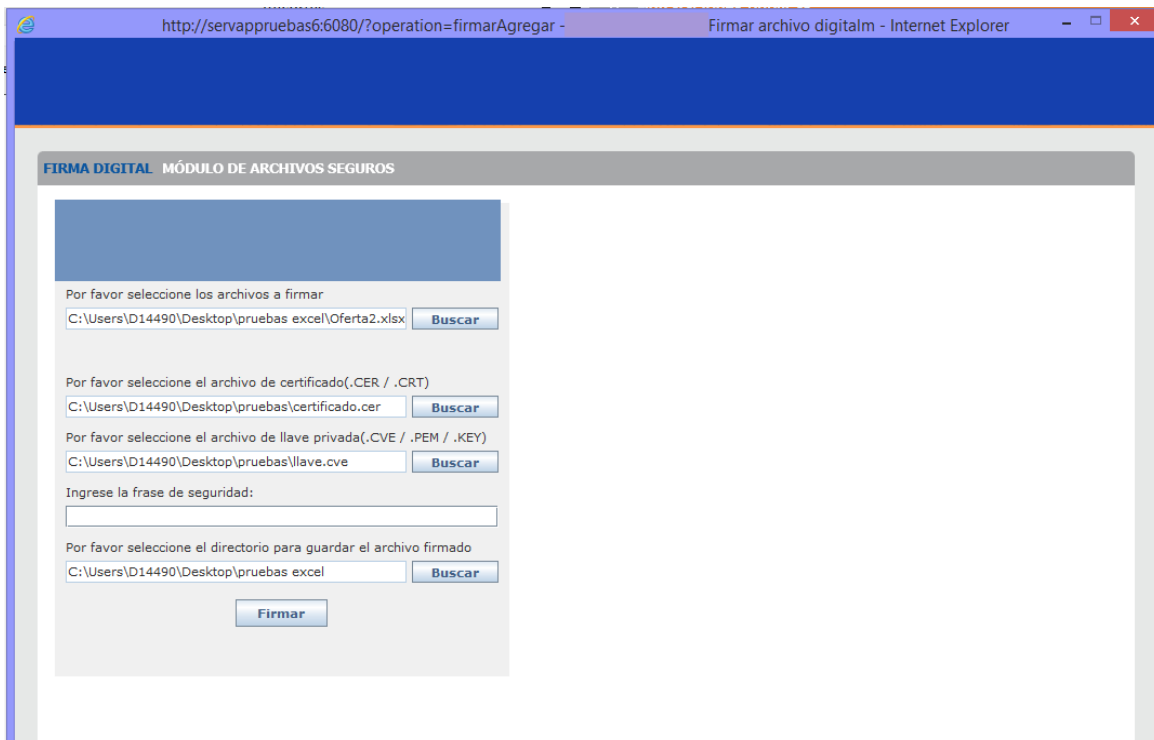 http://servappruebas6:6080/?operation=firmarAgregar - Firmar archivo digitalm - Internet Explorer
FIRMA DIGITAL MÓDULO DE ARCHIVOS SEGUROS
Por favor seleccione los archivos a firmar
C:\Users\D14490\Desktop\pruebas excel\Oferta2.xlsx Buscar
Por favor seleccione el archivo de certificado(.CER / .CRT)
C:\Users\D14490\Desktop\pruebas\certificado.cer Buscar
Por favor seleccione el archivo de llave privada(.CVE / .PEM / .KEY)
C:\Users\D14490\Desktop\pruebas\llave.cve Buscar
Ingrese la frase de seguridad:
Por favor seleccione el directorio para guardar el archivo firmado
C:\Users\D14490\Desktop\pruebas excel Buscar
Firmar